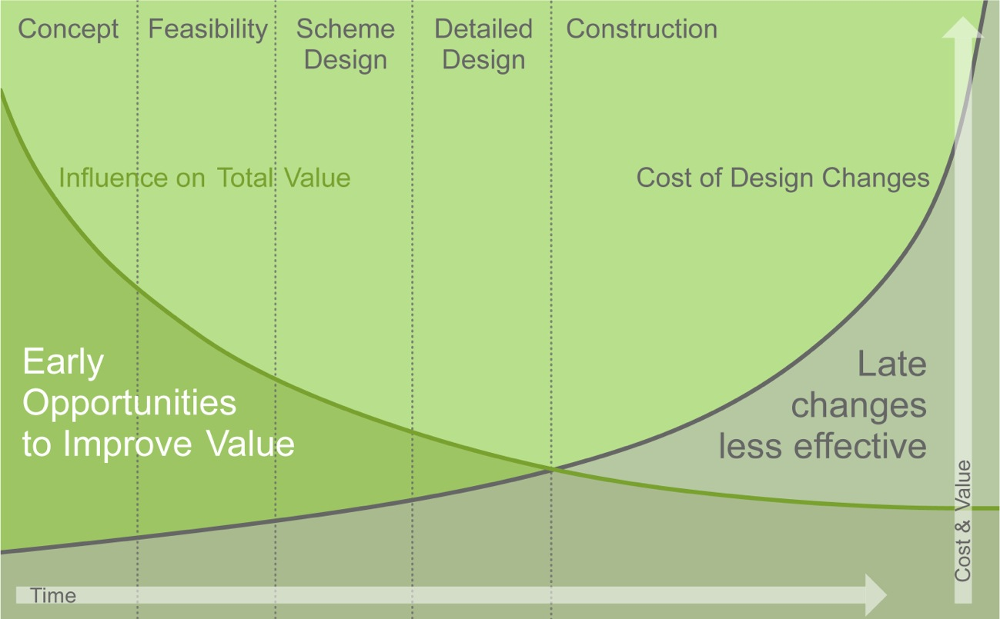 Concept
Feasibility
Scheme
Design
Detailed
Design
Construction
Influence on Total Value
Cost of Design Changes
Early
Opportunities
to Improve Value
Late
changes
less effective
Cost & Value
Time